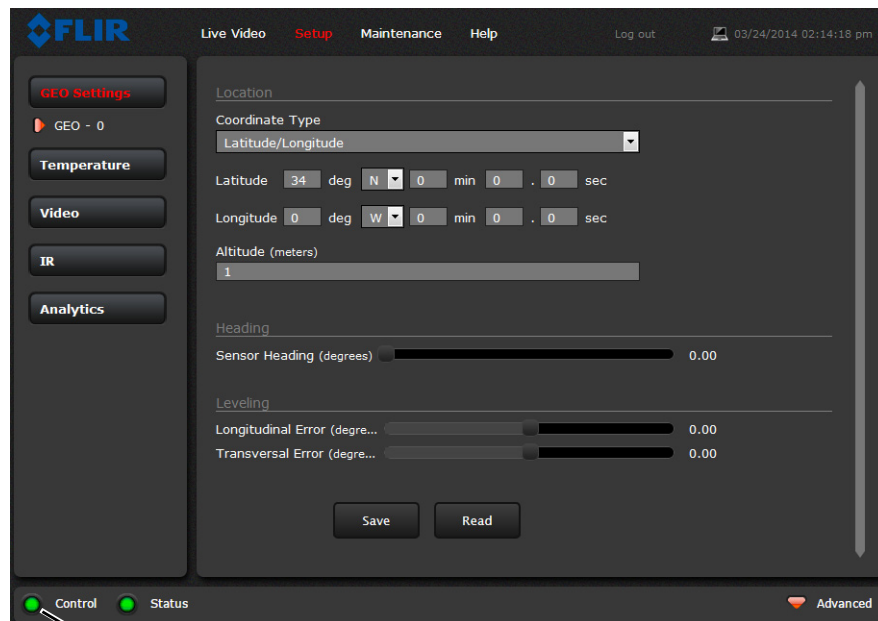 FLIR
Live Video Setup Maintenance Help Log out 03/24/2014 02:14:18 pm
GEO Settings
GEO - 0
Temperature
Video
IR
Analytics
Location
Coordinate Type
Latitude/Longitude
Latitude 34 deg N 0 min 0 . 0 sec
Longitude 0 deg W 0 min 0 . 0 sec
Altitude (meters)
1
Heading
Sensor Heading (degrees) 0.00
Leveling
Longitudinal Error (degre... 0.00
Transversal Error (degre... 0.00
Save Read
Control Status Advanced